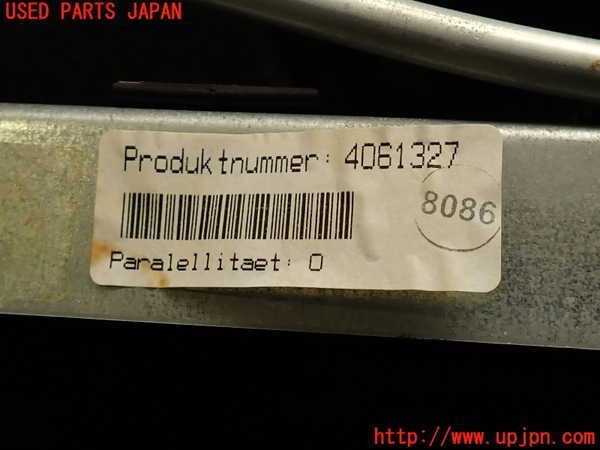 USED PARTS JAPAN
Produktnummer: 4061327
8086
Paralellitaet: 0
http://www.upjpn.com/